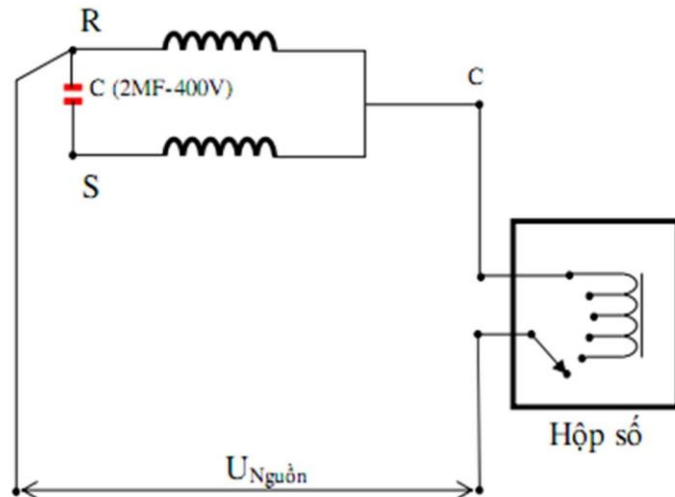 R
C (2MF-400V)
C
S
Hộp số
UNguồn